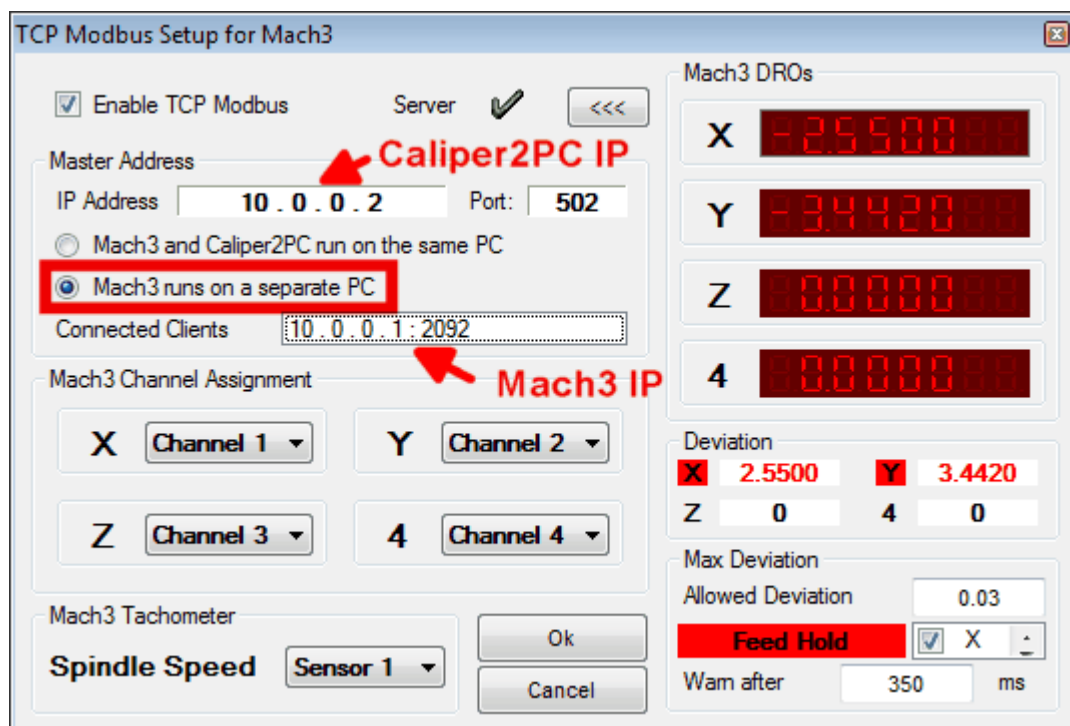 TCP Modbus Setup for Mach3
Enable TCP Modbus
Server
<<<
Master Address
Caliper2PC IP
IP Address
10 . 0 . 0 . 2
Port:
502
Mach3 and Caliper2PC run on the same PC
Mach3 runs on a separate PC
Connected Clients
10 . 0 . 0 . 1 : 2092
Mach3 IP
Mach3 Channel Assignment
X
Channel 1
Y
Channel 2
Z
Channel 3
4
Channel 4
Mach3 Tachometer
Spindle Speed
Sensor 1
Ok
Cancel
Mach3 DROs
X
-2.5500
Y
-3.4420
Z
0.0000
4
0.0000
Deviation
X
2.5500
Y
3.4420
Z
0
4
0
Max Deviation
Allowed Deviation
0.03
Feed Hold
X
Warn after
350
ms